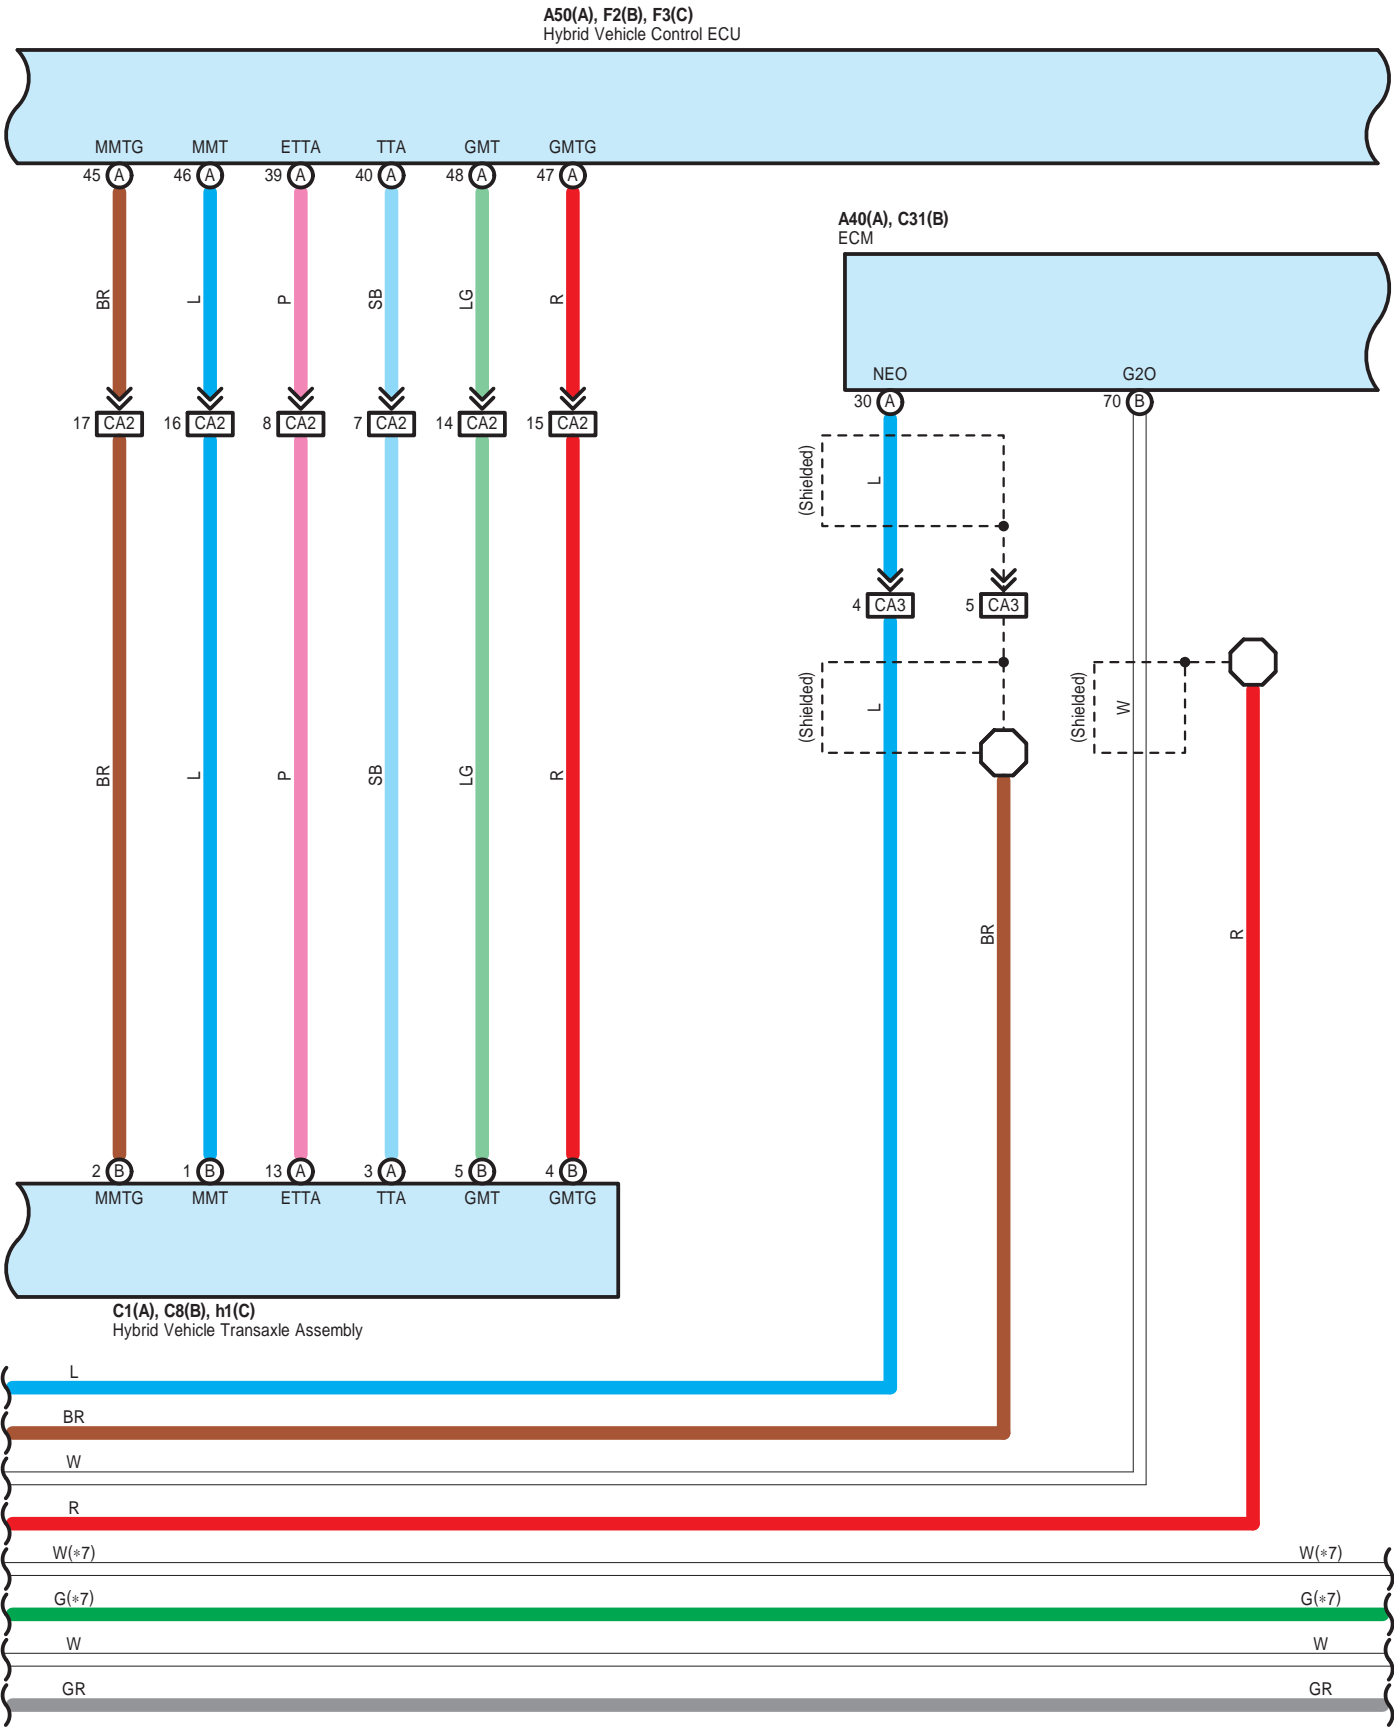 A50(A), F2(B), F3(C)
Hybrid Vehicle Control ECU
MMTG MMT ETTA TTA GMT GMTG
45 A 46 A 39 A 40 A 48 A 47 A
A40(A), C31(B)
ECM
BR L P SB LG R
NEO G2O
30 A 70 B
17 CA2 16 CA2 8 CA2 7 CA2 14 CA2 15 CA2
(Shielded) L
4 CA3 5 CA3
(Shielded) L (Shielded) W
BR L P SB LG R
BR R
2 B 1 B 13 A 3 A 5 B 4 B
MMTG MMT ETTA TTA GMT GMTG
C1(A), C8(B), h1(C)
Hybrid Vehicle Transaxle Assembly
L
BR
W
R
W(*7) W(*7)
G(*7) G(*7)
W W
GR GR